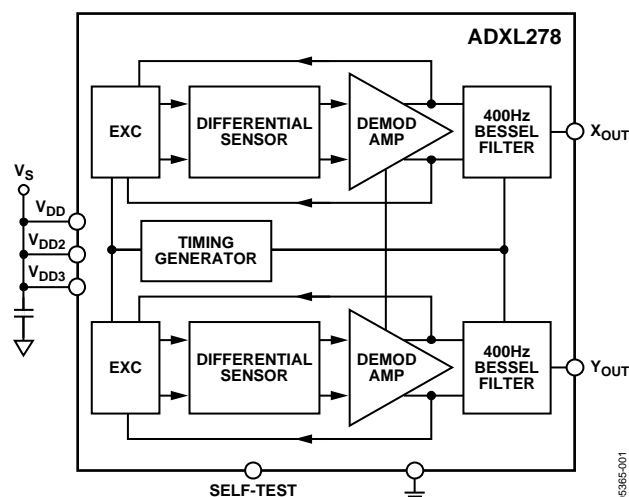 ADXL278
EXC
DIFFERENTIAL
SENSOR
DEMOD
AMP
400Hz
BESSEL
FILTER
XOUT
VS
VDD
VDD2
VDD3
TIMING
GENERATOR
EXC
DIFFERENTIAL
SENSOR
DEMOD
AMP
400Hz
BESSEL
FILTER
YOUT
SELF-TEST
05365-001